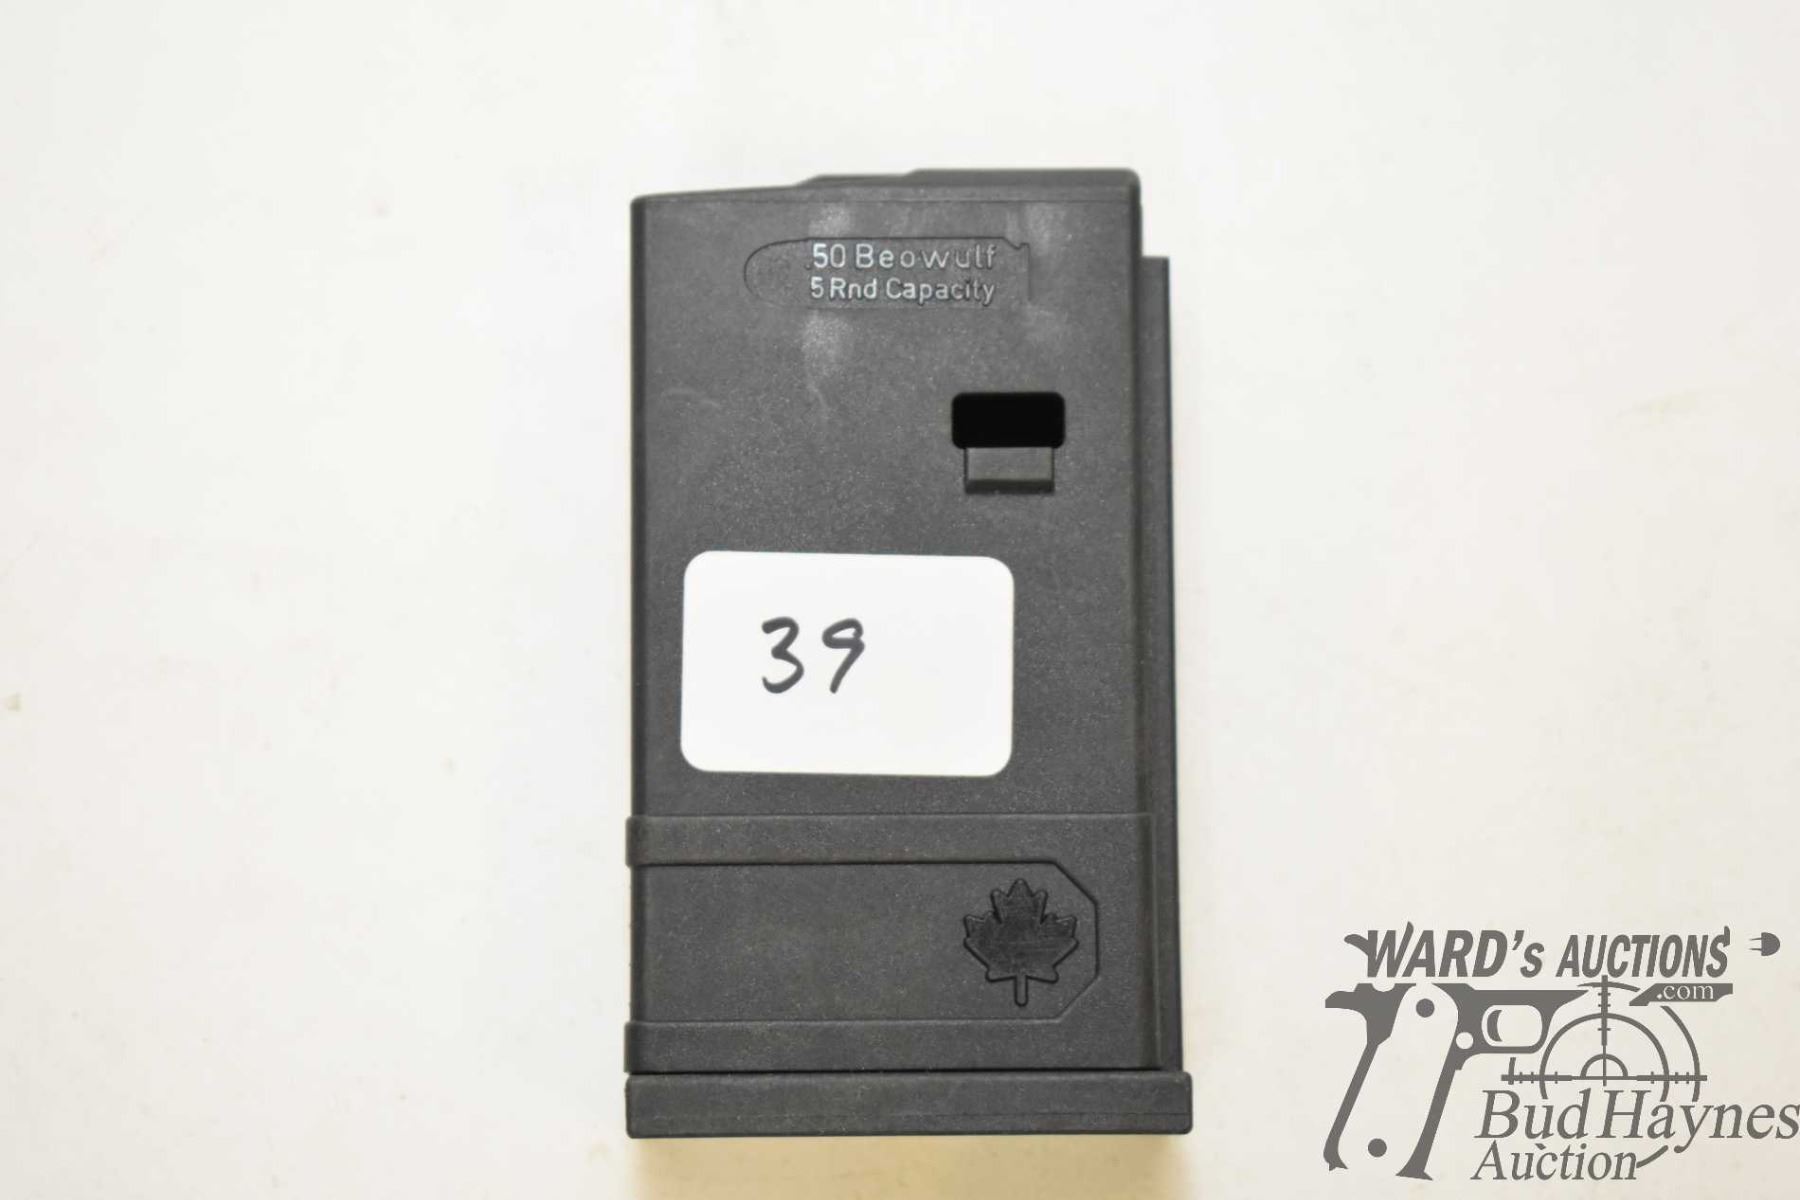 .50 Beowulf
5 Rnd Capacity
39
WARD's AUCTIONS
.com
Bud Haynes
Auction